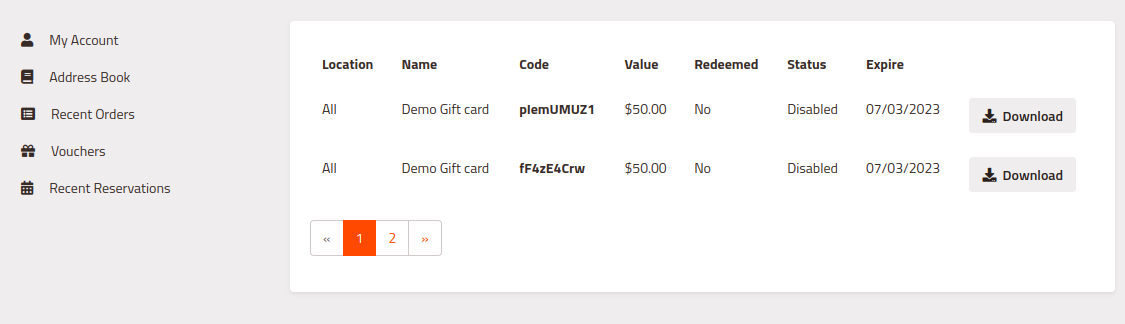 My Account
Address Book
Recent Orders
Vouchers
Recent Reservations
Location Name Code Value Redeemed Status Expire
All Demo Gift card pIemUMUZ1 $50.00 No Disabled 07/03/2023 Download
All Demo Gift card fF4zE4Crw $50.00 No Disabled 07/03/2023 Download
« 1 2 »